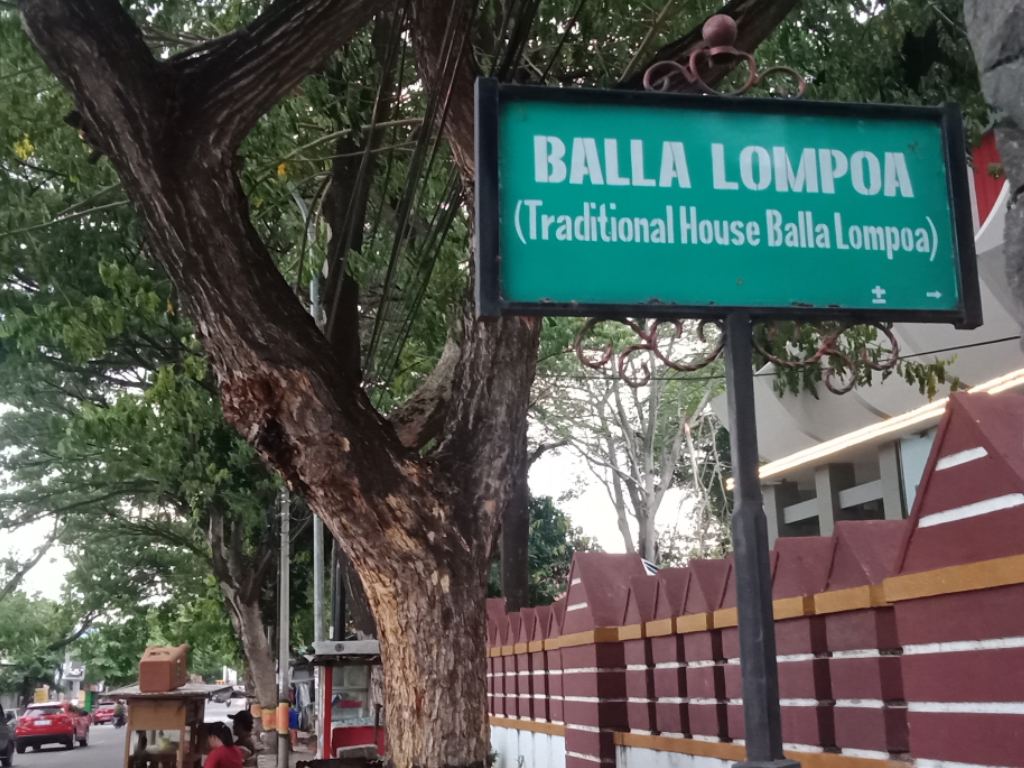 BALLA LOMPOA
(Traditional House Balla Lompoa)
± →